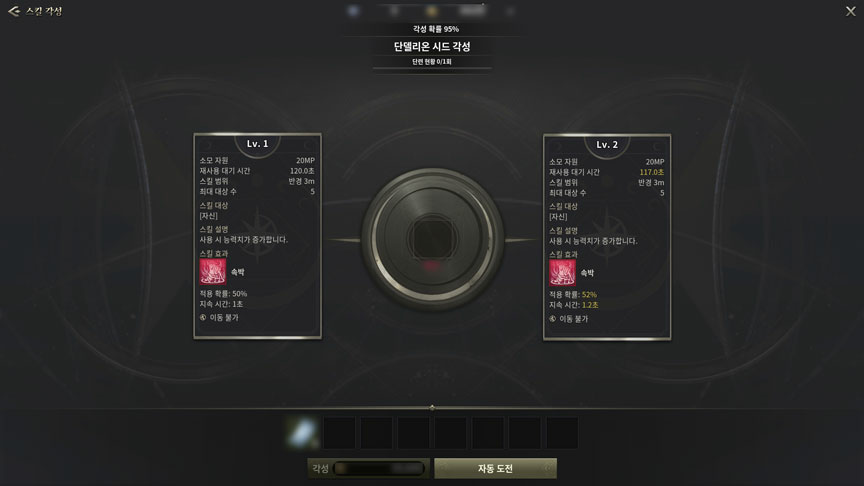 스킬 각성
각성 확률 95%
단델리온 시드 각성
단련 현황 0/1회
Lv. 1
소모 자원 20MP
재사용 대기 시간 120.0초
스킬 범위 반경 3m
최대 대상 수 5
스킬 대상
[자신]
스킬 설명
사용 시 능력치가 증가합니다.
스킬 효과
속박
적용 확률: 50%
지속 시간: 1초
이동 불가
Lv. 2
소모 자원 20MP
재사용 대기 시간 117.0초
스킬 범위 반경 3m
최대 대상 수 5
스킬 대상
[자신]
스킬 설명
사용 시 능력치가 증가합니다.
스킬 효과
속박
적용 확률: 52%
지속 시간: 1.2초
이동 불가
각성
자동 도전